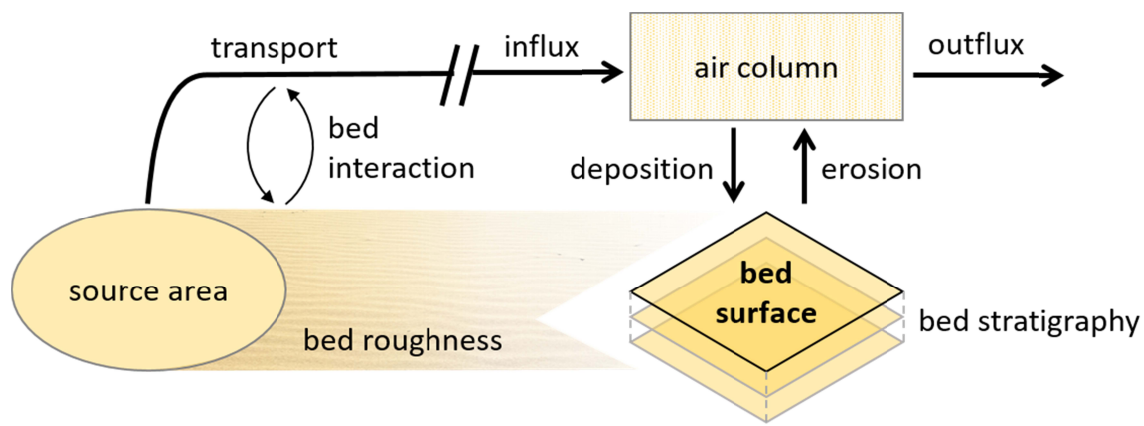 transport
influx
air column
outflux
bed
interaction
deposition
erosion
source area
bed
surface
bed roughness
bed stratigraphy